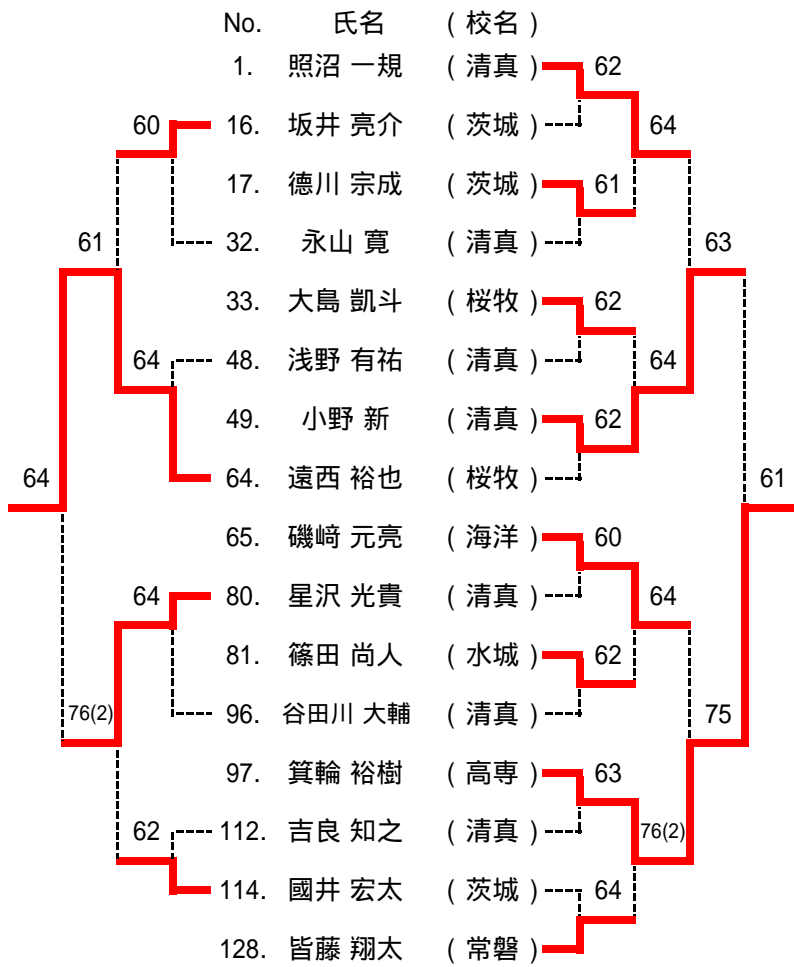 No. 氏名 (校名)
1. 照沼 一規 (清真) 62
60 16. 坂井 亮介 (茨城) 64
17. 德川 宗成 (茨城) 61
61 32. 永山 寛 (清真) 63
33. 大島 凱斗 (桜牧) 62
64 48. 浅野 有祐 (清真) 64
49. 小野 新 (清真) 62
64 64. 遠西 裕也 (桜牧) 61
65. 磯﨑 元亮 (海洋) 60
64 80. 星沢 光貴 (清真) 64
81. 篠田 尚人 (水城) 62
76(2) 96. 谷田川 大輔 (清真) 75
97. 箕輪 裕樹 (高専) 63
62 112. 吉良 知之 (清真) 76(2)
114. 國井 宏太 (茨城) 64
128. 皆藤 翔太 (常磐)